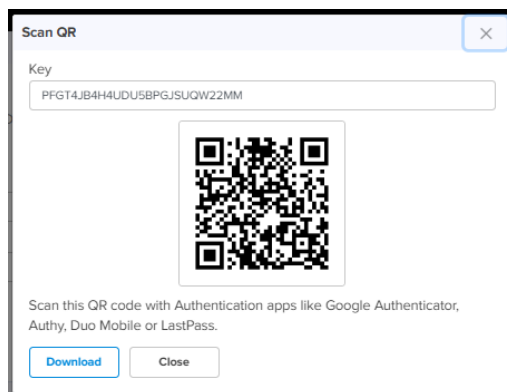 Scan QR
Key
PFGT4JB4H4UDU5BPGJSUQW22MM
Scan this QR code with Authentication apps like Google Authenticator,
Authy, Duo Mobile or LastPass.
Download
Close